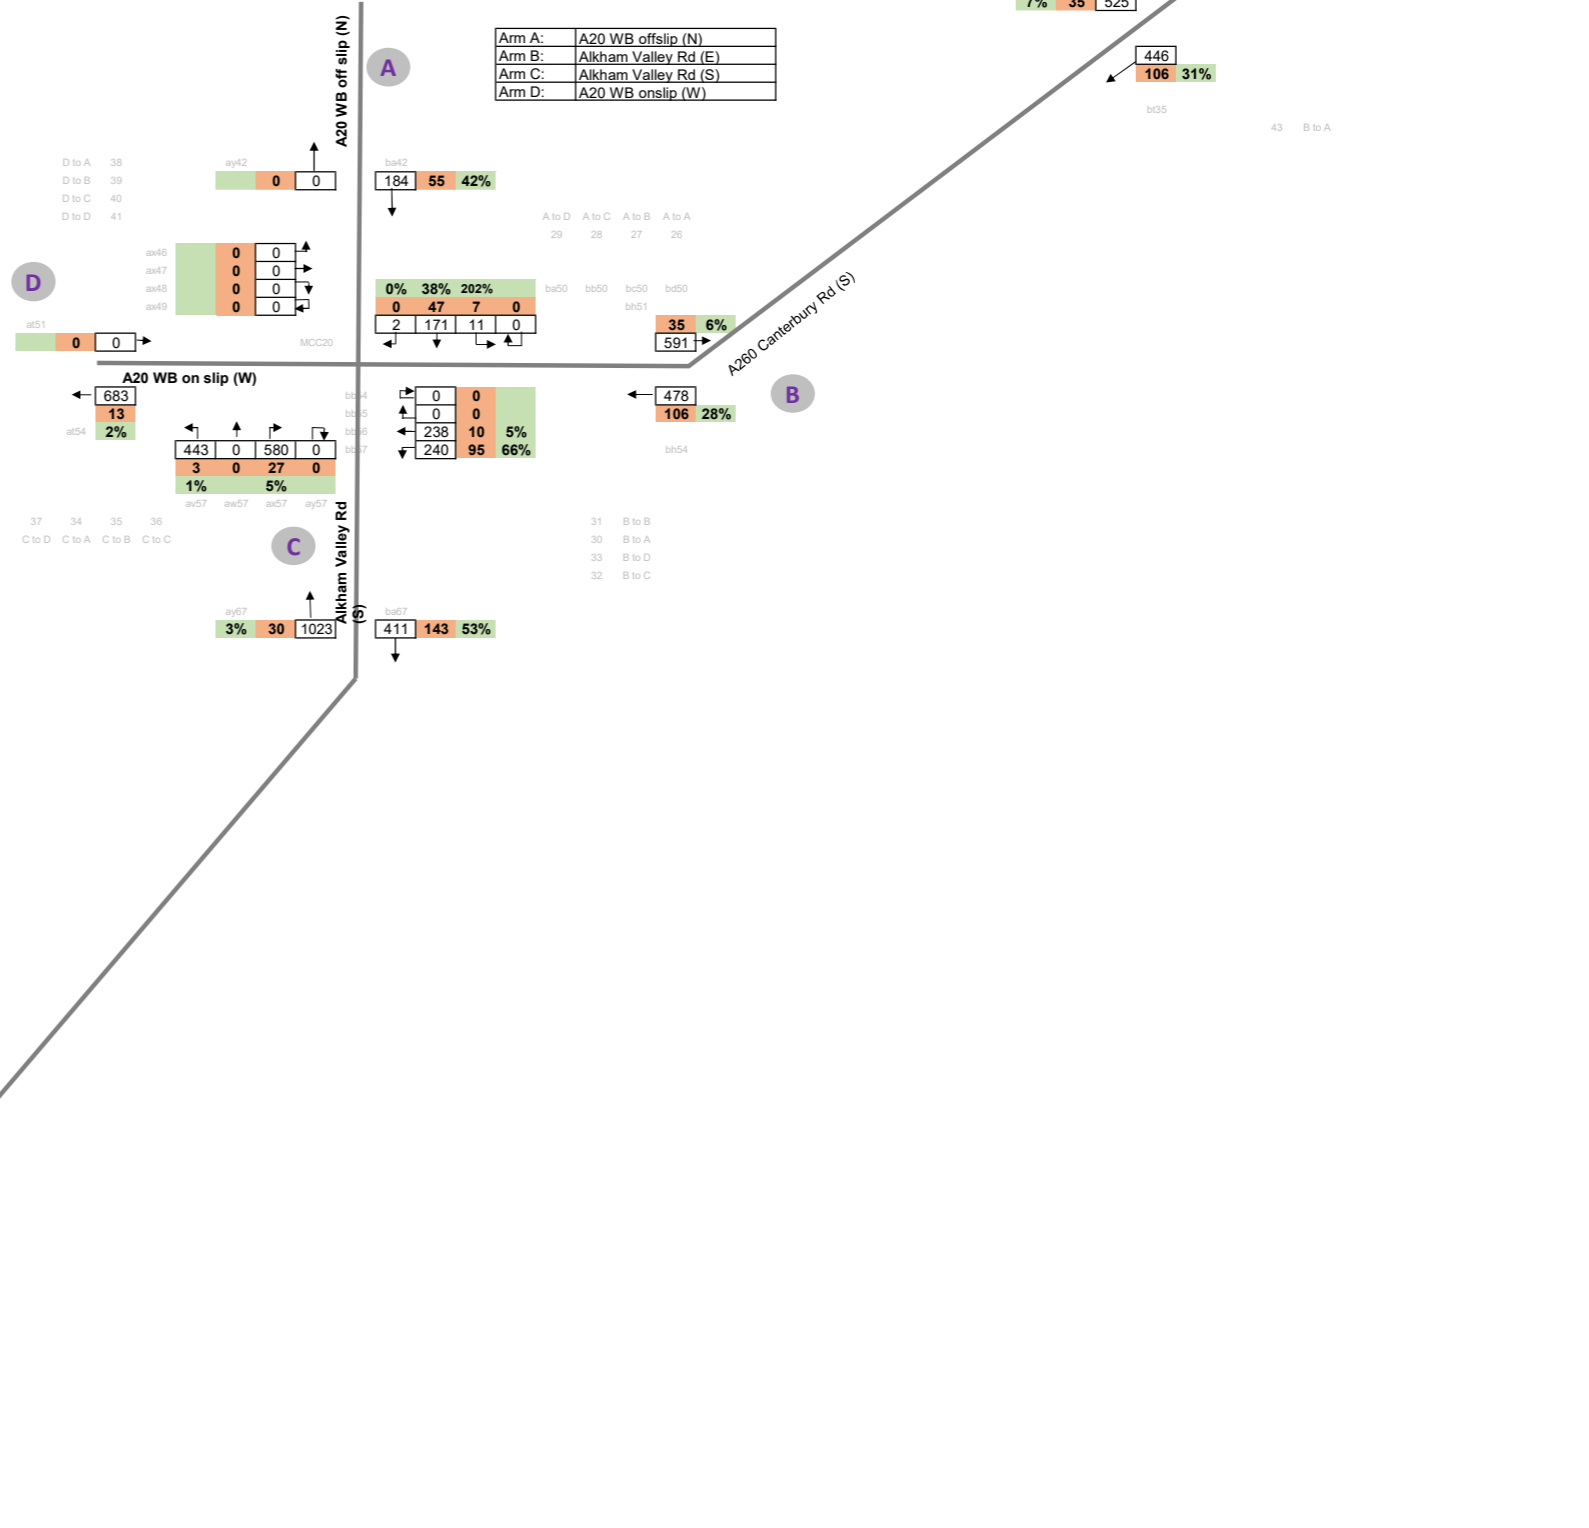 7% 35 525
A20 WB off slip (N)
A
Arm A: A20 WB offslip (N)
Arm B: Alkham Valley Rd (E)
Arm C: Alkham Valley Rd (S)
Arm D: A20 WB onslip (W)
446
106 31%
bt35
43 B to A
D to A 38
D to B 39
D to C 40
D to D 41
ay42
0 0
ba42
184 55 42%
A to D A to C A to B A to A
29 28 27 26
D
ax46 0 0
ax47 0 0
ax48 0 0
ax49 0 0
0% 38% 202%
0 47 7 0
2 171 11 0
ba50 bb50 bc50 bd50
bh51
35 6%
591
at51
0 0
MCC20
A260 Canterbury Rd (S)
A20 WB on slip (W)
683
13
at54 2%
443 0 580 0
3 0 27 0
1% 5%
av57 aw57 ax57 ay57
0 0
0 0
238 10 5%
240 95 66%
478
106 28%
bh54
B
37 34 35 36
C to D C to A C to B C to C
C
Alkham Valley Rd
(S)
31 B to B
30 B to A
33 B to D
32 B to C
ay67
3% 30 1023
ba67
411 143 53%